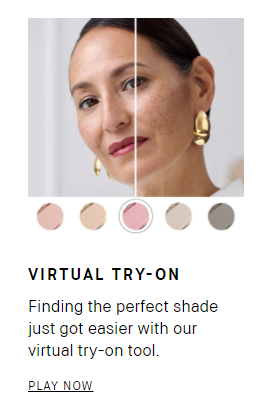 VIRTUAL TRY-ON
Finding the perfect shade
just got easier with our
virtual try-on tool.
PLAY NOW